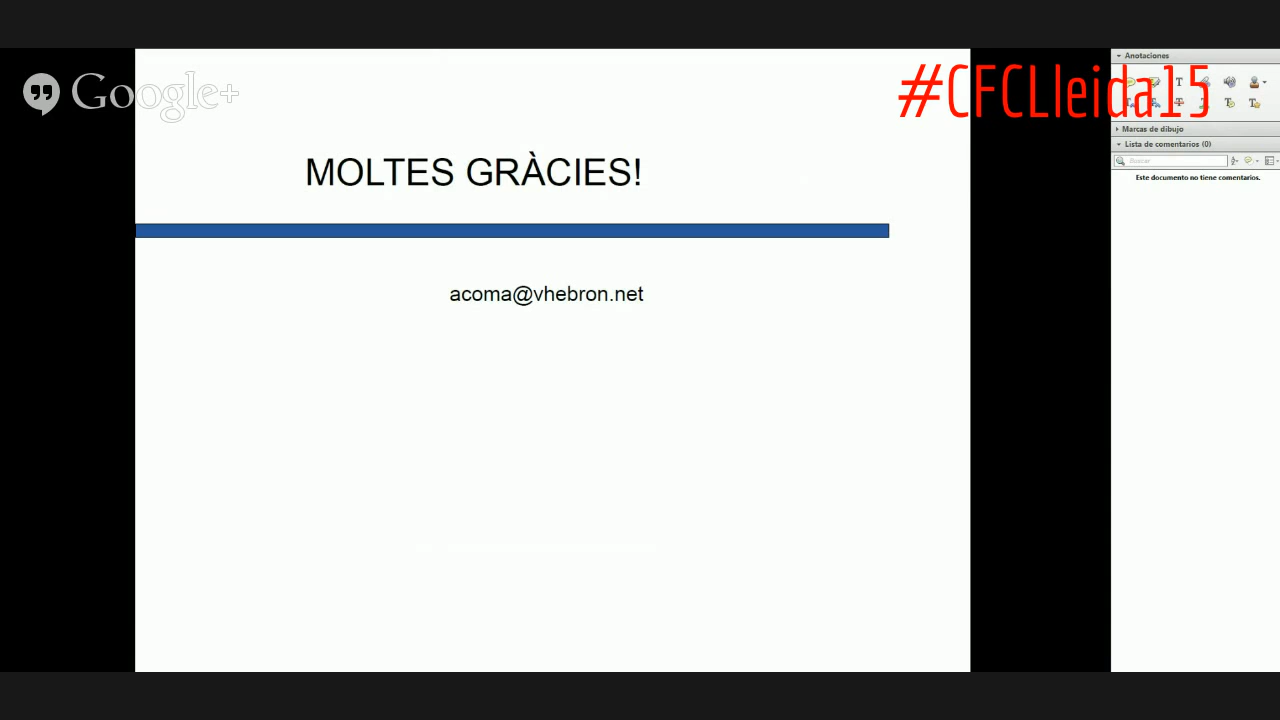 Google+
#CFCLleida15
Anotaciones
T
Marcas de dibujo
Lista de comentarios (0)
Buscar
Este documento no tiene comentarios.
MOLTES GRÀCIES!
acoma@vhebron.net